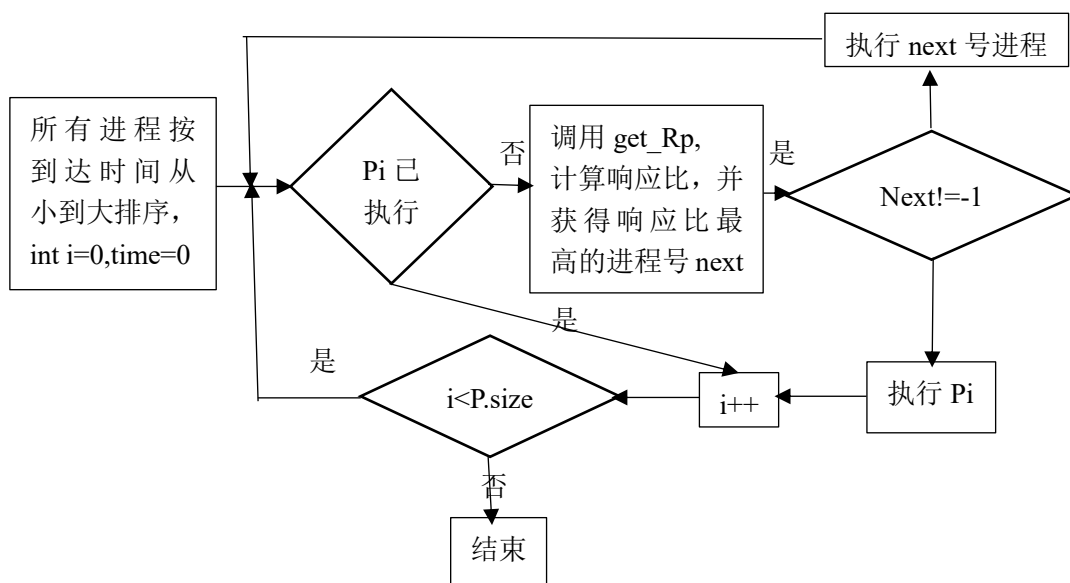 执行 next 号进程
所有进程按
到达时间从
小到大排序,
int i=0,time=0
Pi 已
执行
否
调用 get_Rp,
计算响应比，并
获得响应比最
高的进程号 next
是
Next!=-1
是
是
i<P.size
i++
执行 Pi
否
结束